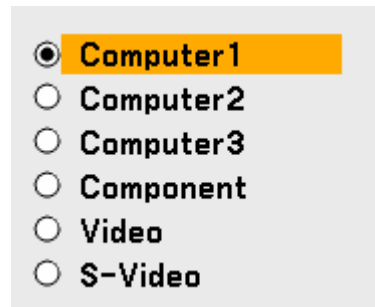 Computer1
Computer2
Computer3
Component
Video
S-Video